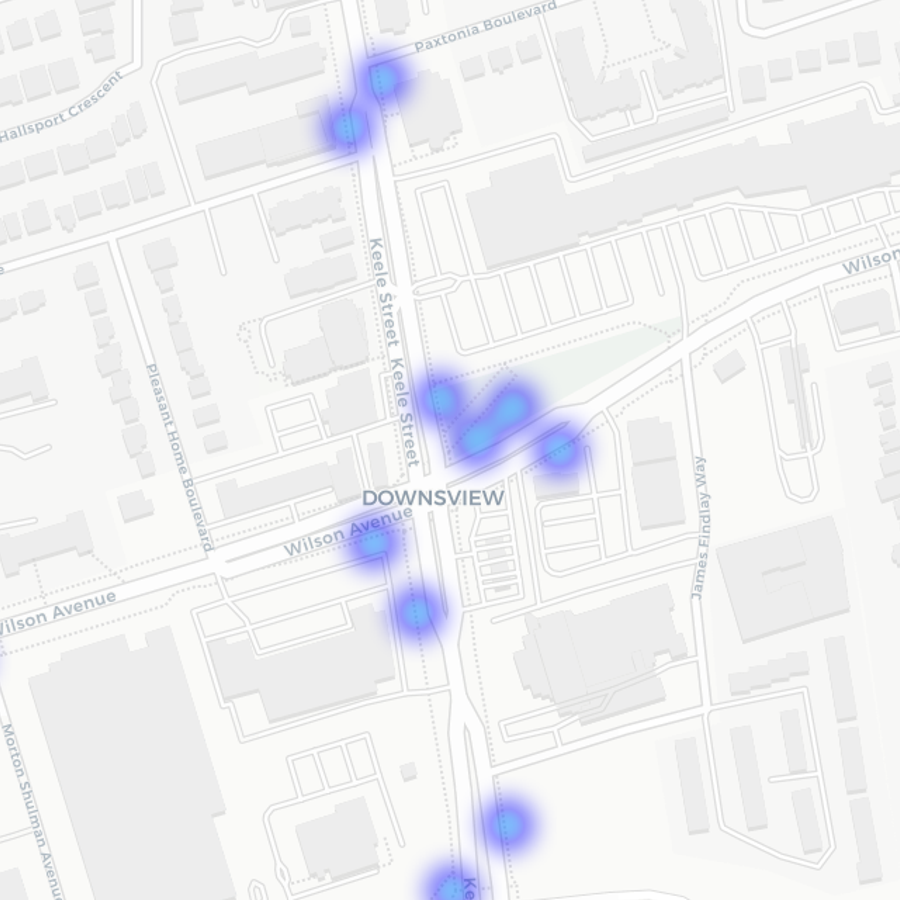 Paxtonia Boulevard
Hallsport Crescent
Keele Street
Keele Street
Wilson
Pleasant Home Boulevard
DOWNSVIEW
Wilson Avenue
James Findlay Way
Wilson Avenue
Morton Shulman Avenue
Ke